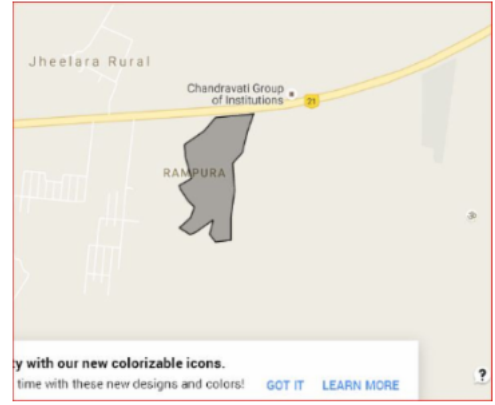 Jheelara Rural
Chandravati Group
of Institutions
21
RAMPURA
ty with our new colorizable icons.
time with these new designs and colors!
GOT IT LEARN MORE
?